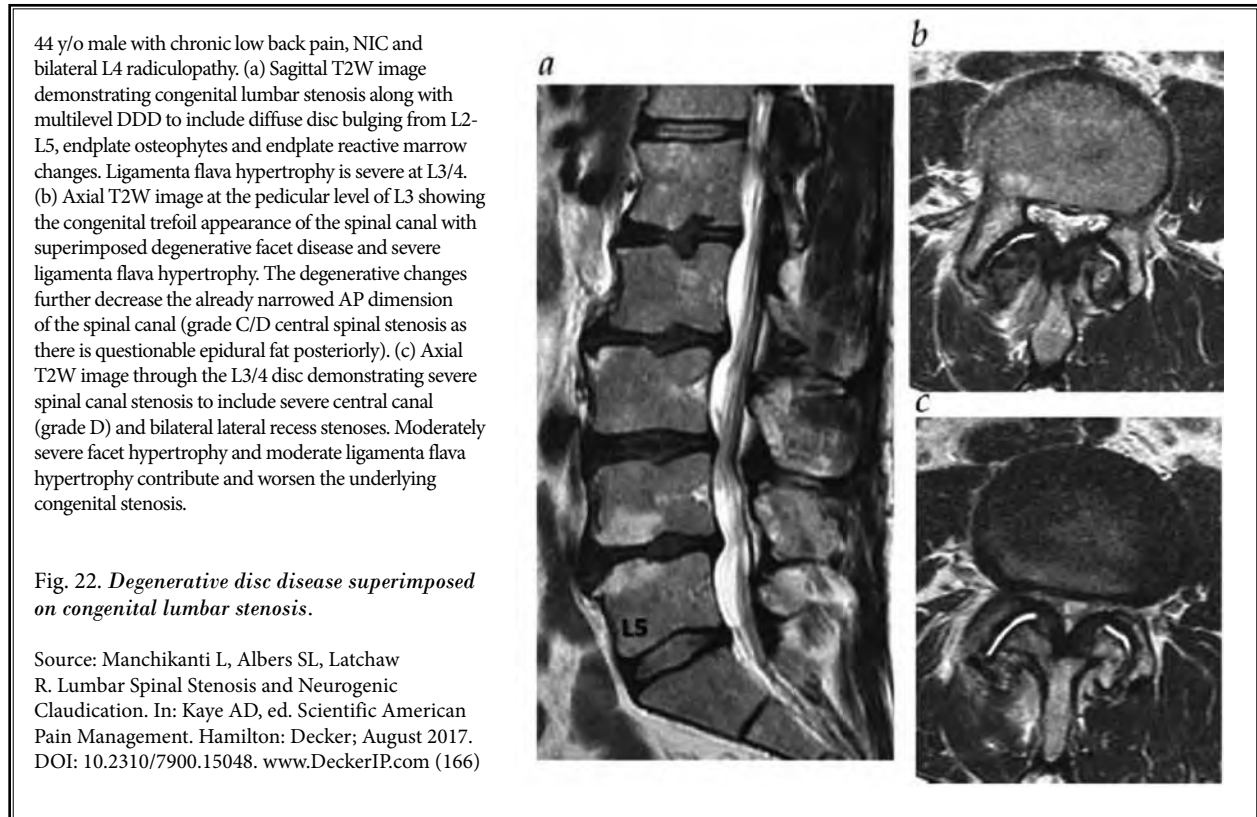 44 y/o male with chronic low back pain, NIC and
bilateral L4 radiculopathy. (a) Sagittal T2W image
demonstrating congenital lumbar stenosis along with
multilevel DDD to include diffuse disc bulging from L2-
L5, endplate osteophytes and endplate reactive marrow
changes. Ligamenta flava hypertrophy is severe at L3/4.
(b) Axial T2W image at the pedicular level of L3 showing
the congenital trefoil appearance of the spinal canal with
superimposed degenerative facet disease and severe
ligamenta flava hypertrophy. The degenerative changes
further decrease the already narrowed AP dimension
of the spinal canal (grade C/D central spinal stenosis as
there is questionable epidural fat posteriorly). (c) Axial
T2W image through the L3/4 disc demonstrating severe
spinal canal stenosis to include severe central canal
(grade D) and bilateral lateral recess stenoses. Moderately
severe facet hypertrophy and moderate ligamenta flava
hypertrophy contribute and worsen the underlying
congenital stenosis.
Fig. 22. Degenerative disc disease superimposed
on congenital lumbar stenosis.
Source: Manchikanti L, Albers SL, Latchaw
R. Lumbar Spinal Stenosis and Neurogenic
Claudication. In: Kaye AD, ed. Scientific American
Pain Management. Hamilton: Decker; August 2017.
DOI: 10.2310/7900.15048. www.DeckerIP.com (166)
a
L5
b
c